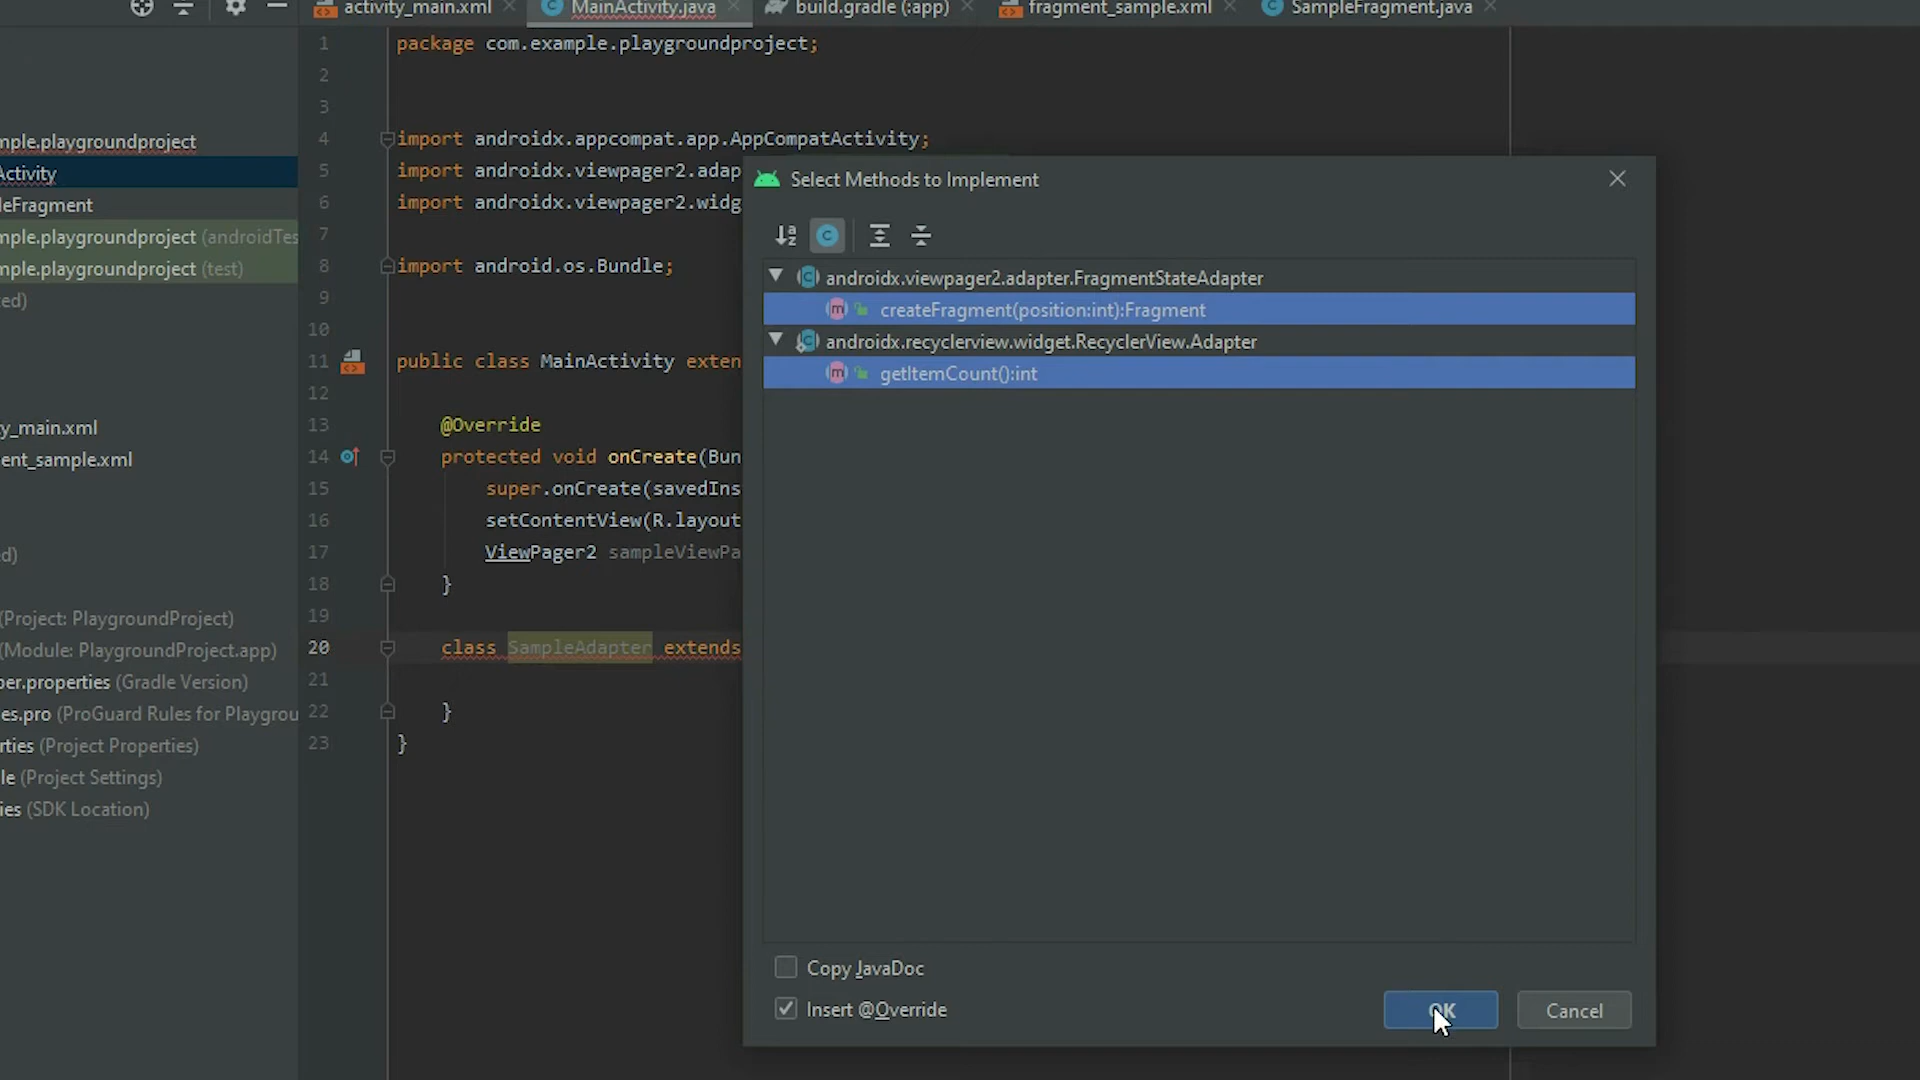 activity_main.xml MainActivity.java build.gradle (:app) fragment_sample.xml SampleFragment.java
mple.playgroundproject
Activity
leFragment
mple.playgroundproject (androidTes
mple.playgroundproject (test)
ed)
ty_main.xml
ent_sample.xml
ed)
(Project: PlaygroundProject)
(Module: PlaygroundProject.app)
per.properties (Gradle Version)
es.pro (ProGuard Rules for Playgrou
rties (Project Properties)
le (Project Settings)
ies (SDK Location)
1 package com.example.playgroundproject;
2
3
4 import androidx.appcompat.app.AppCompatActivity;
5 import androidx.viewpager2.adap
6 import androidx.viewpager2.widg
7
8 import android.os.Bundle;
9
10
11 public class MainActivity exten
12
13 @Override
14 protected void onCreate(Bun
15 super.onCreate(savedIns
16 setContentView(R.layout
17 ViewPager2 sampleViewPa
18 }
19
20 class SampleAdapter extends
21
22 }
23 }
Select Methods to Implement
androidx.viewpager2.adapter.FragmentStateAdapter
createFragment(position:int):Fragment
androidx.recyclerview.widget.RecyclerView.Adapter
getItemCount():int
Copy JavaDoc
Insert @Override
OK
Cancel